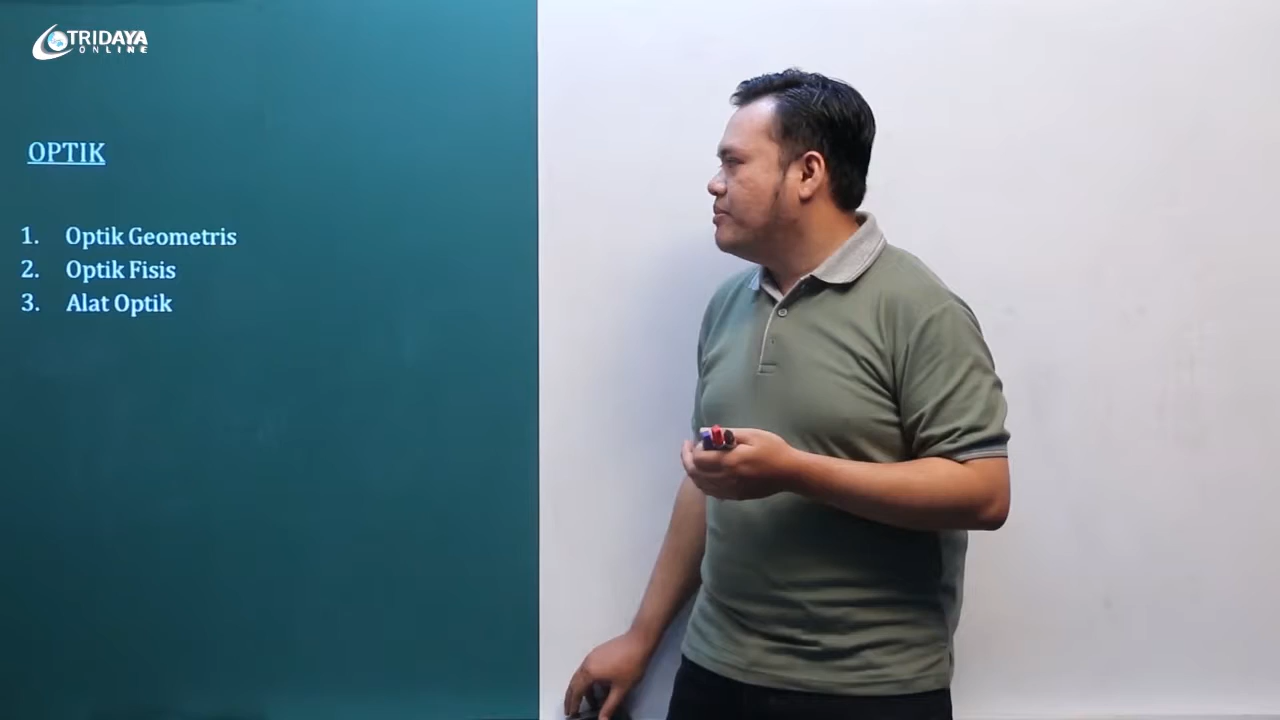 TRIDAYA
ONLINE
OPTIK
1. Optik Geometris
2. Optik Fisis
3. Alat Optik